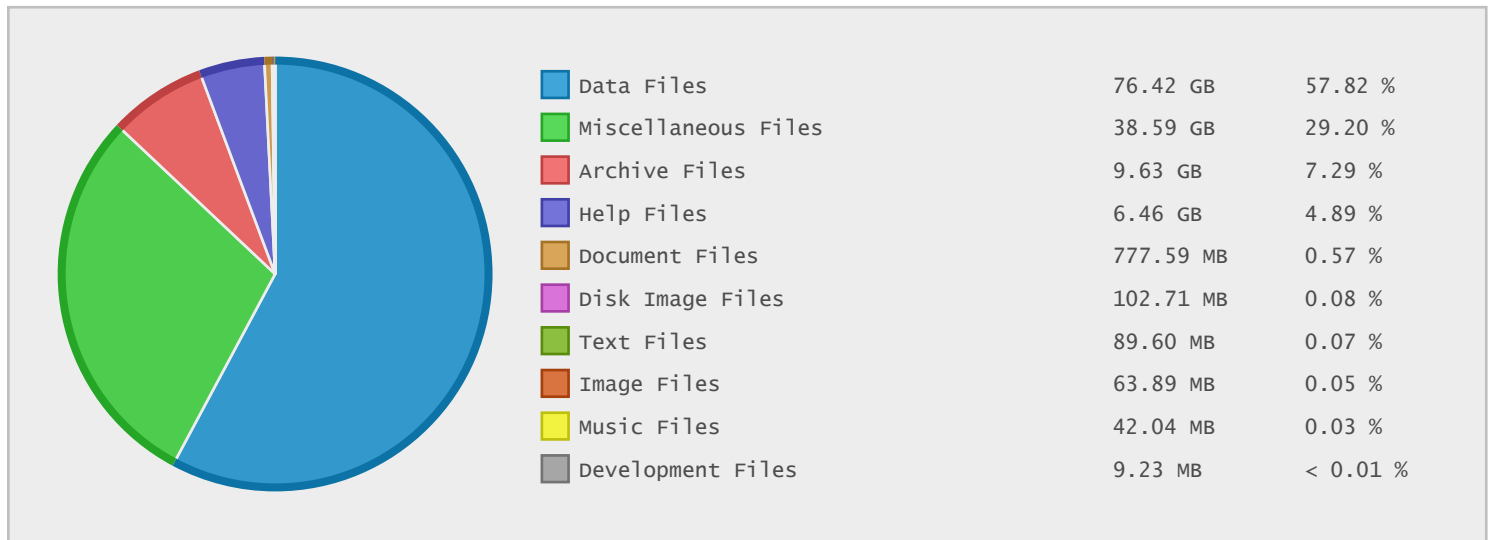 Data Files 76.42 GB 57.82 %
Miscellaneous Files 38.59 GB 29.20 %
Archive Files 9.63 GB 7.29 %
Help Files 6.46 GB 4.89 %
Document Files 777.59 MB 0.57 %
Disk Image Files 102.71 MB 0.08 %
Text Files 89.60 MB 0.07 %
Image Files 63.89 MB 0.05 %
Music Files 42.04 MB 0.03 %
Development Files 9.23 MB < 0.01 %